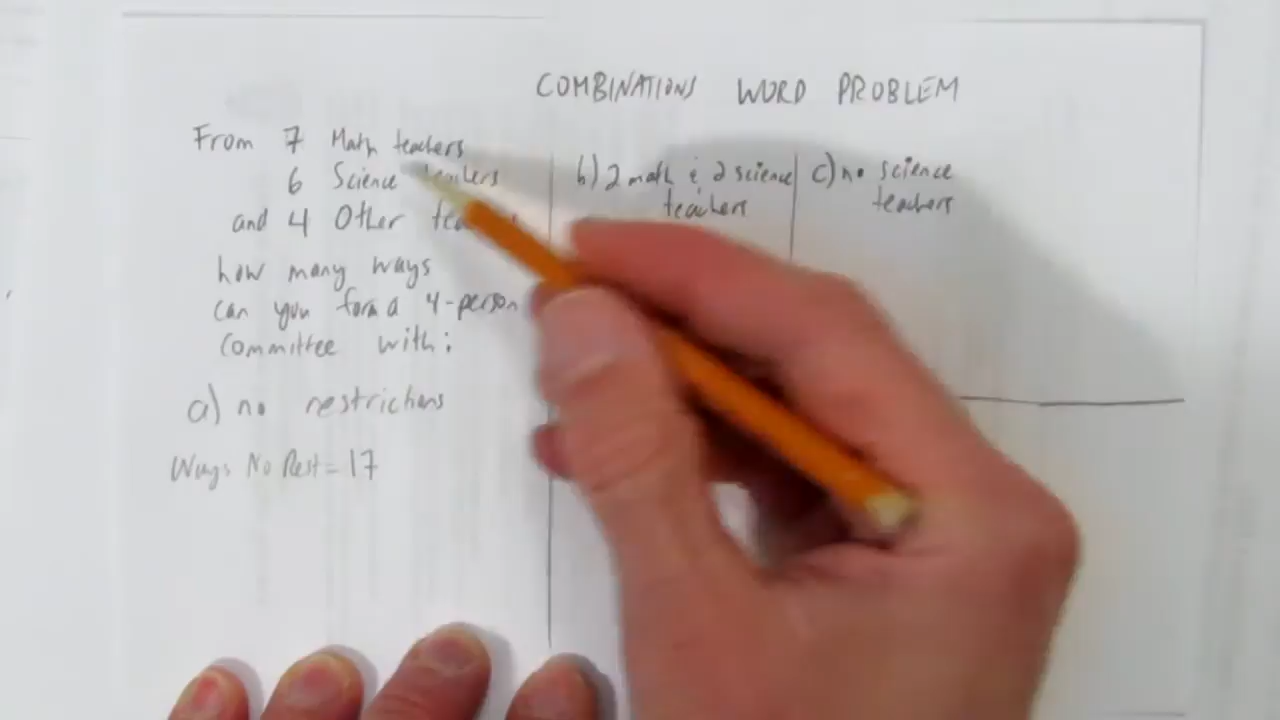 COMBINATIONS WORD PROBLEM
From 7 Math teachers
6 Science teachers
and 4 Other
how many ways
can you form a 4-person
committee with:
a) no restrictions
Ways No Rest = 17
b) 2 math & 2 science
teachers
c) no science
teachers